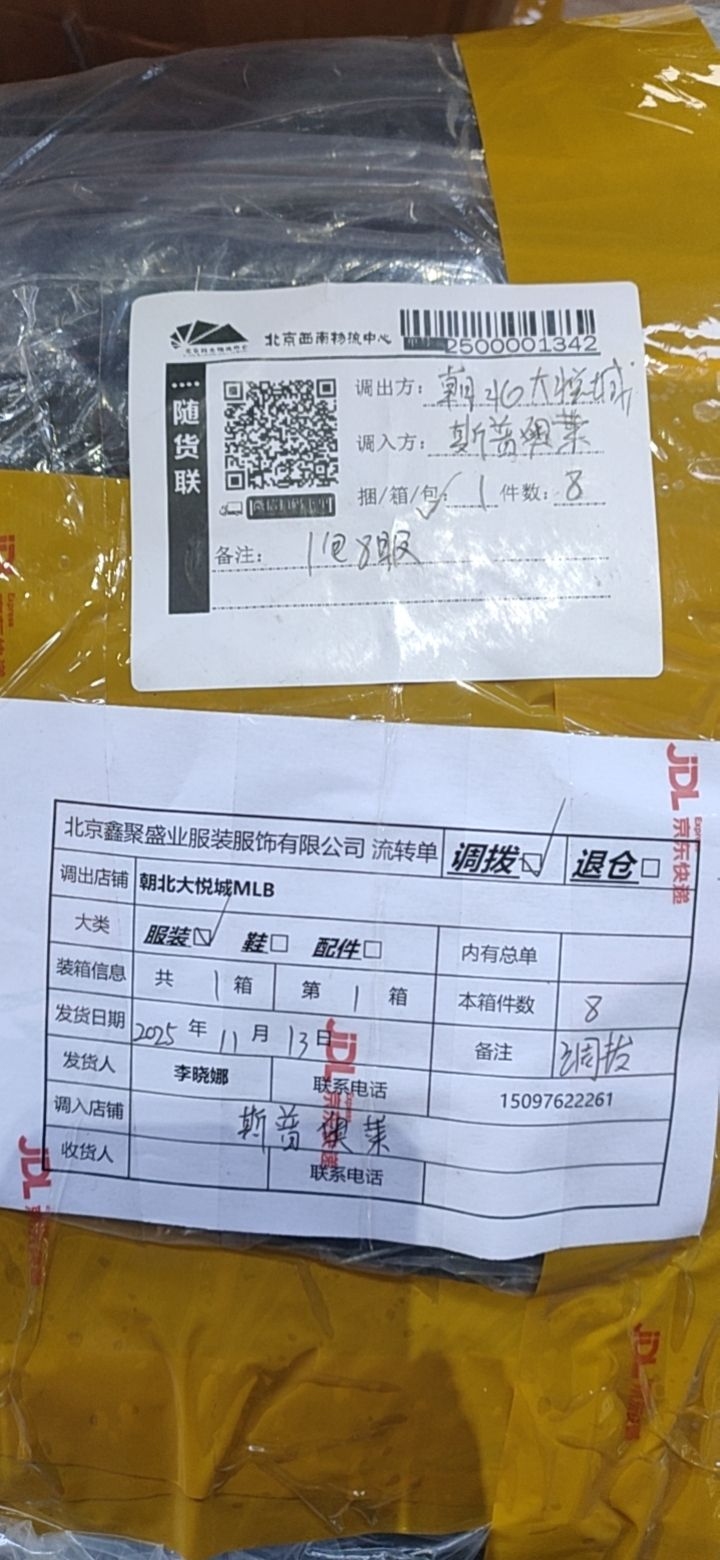 北京西南物流中心
2500001342
随货联
调出方：朝北大悦城
调入方：斯普奥莱
捆/箱/包：1 件数：8
备注：1包8服
JDL 京东快递
Express
北京鑫聚盛业服装服饰有限公司 流转单 调拨 退仓
调出店铺 朝北大悦城MLB
大类 服装 鞋 配件 内有总单
装箱信息 共 1 箱 第 1 箱 本箱件数 8
发货日期 2025 年 11 月 13 日 备注 调拨
发货人 李晓娜 联系电话 15097622261
调入店铺 斯普奥莱
收货人 联系电话
JDL
JDL
JDL